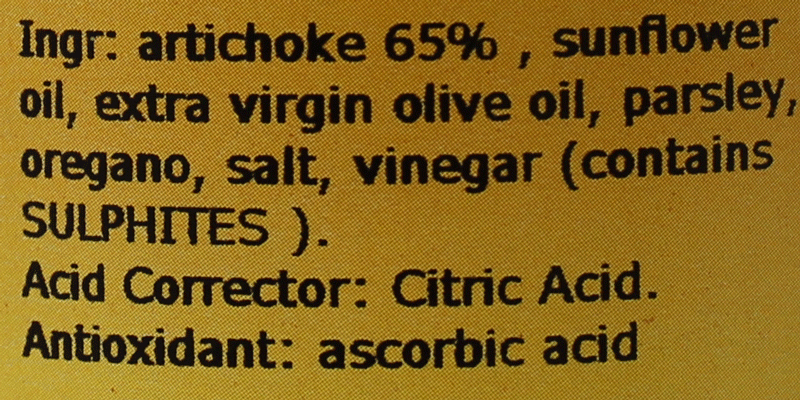 Ingr: artichoke 65% , sunflower
oil, extra virgin olive oil, parsley,
oregano, salt, vinegar (contains
SULPHITES ).
Acid Corrector: Citric Acid.
Antioxidant: ascorbic acid